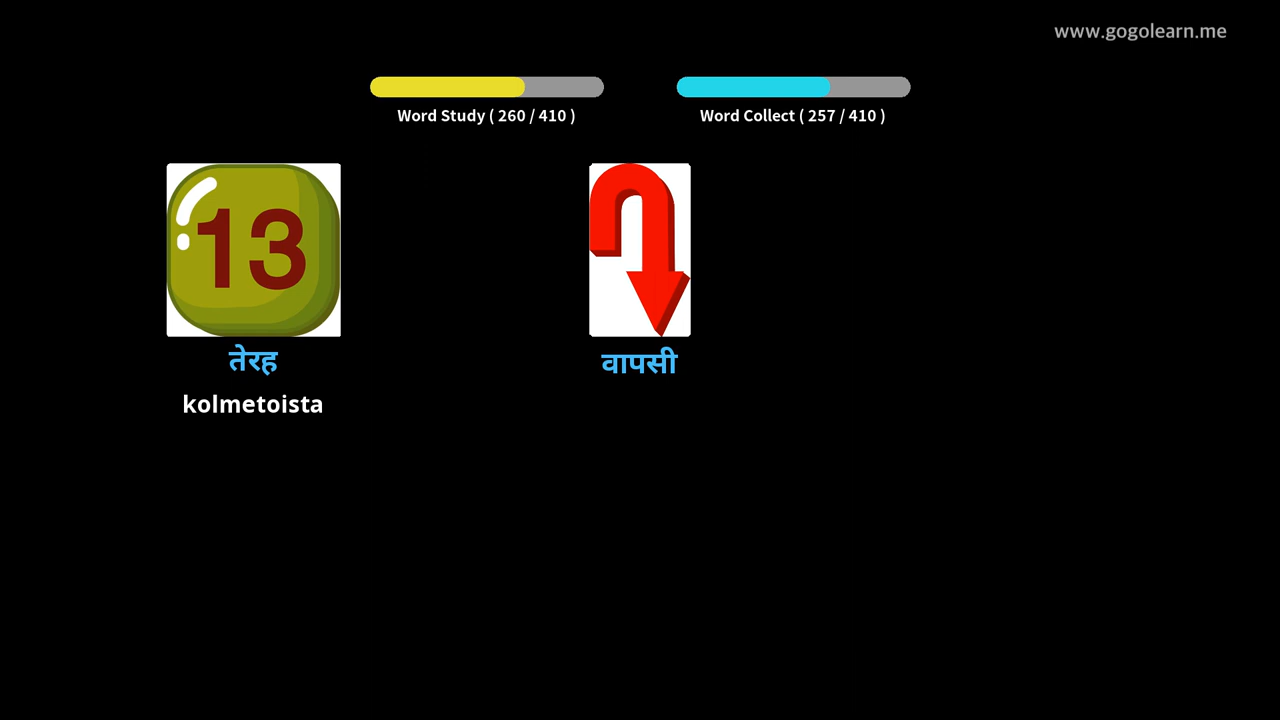 www.gogolearn.me
Word Study ( 260 / 410 )
Word Collect ( 257 / 410 )
13
तेरह
वापसी
kolmetoista